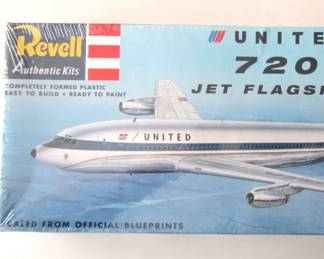 Revell
Authentic Kits
COMPLETELY FORMED PLASTIC
EASY TO BUILD • READY TO PAINT
UNITE
720
JET FLAGSH
UNITED
CALED FROM OFFICIAL BLUEPRINTS